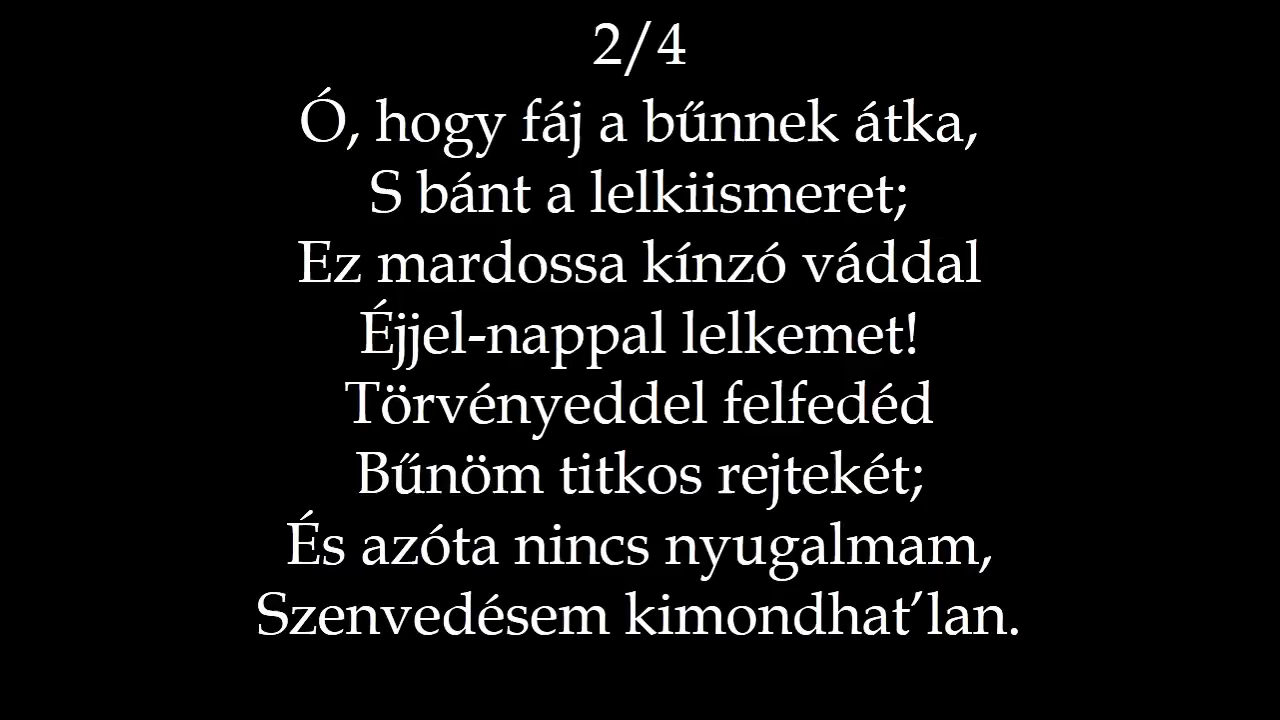 2/4
Ó, hogy fáj a bűnnek átka,
S bánt a lelkiismeret;
Ez mardossa kínzó váddal
Éjjel-nappal lelkemet!
Törvényeddel felfedéd
Bűnöm titkos rejtekét;
És azóta nincs nyugalmam,
Szenvedésem kimondhat’lan.